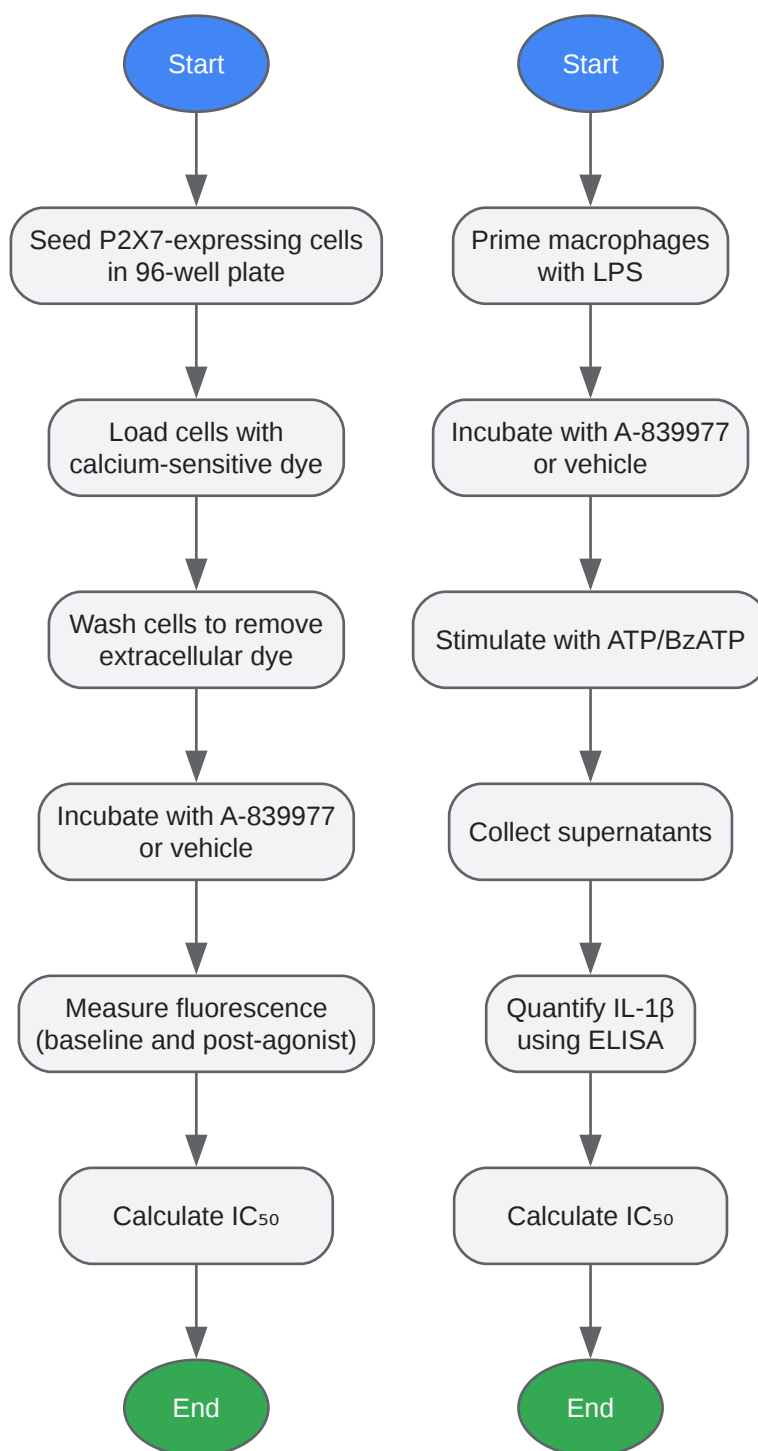 Start
Seed P2X7-expressing cells
in 96-well plate
Load cells with
calcium-sensitive dye
Wash cells to remove
extracellular dye
Incubate with A-839977
or vehicle
Measure fluorescence
(baseline and post-agonist)
Calculate IC₅₀
End
Start
Prime macrophages
with LPS
Incubate with A-839977
or vehicle
Stimulate with ATP/BzATP
Collect supernatants
Quantify IL-1β
using ELISA
Calculate IC₅₀
End